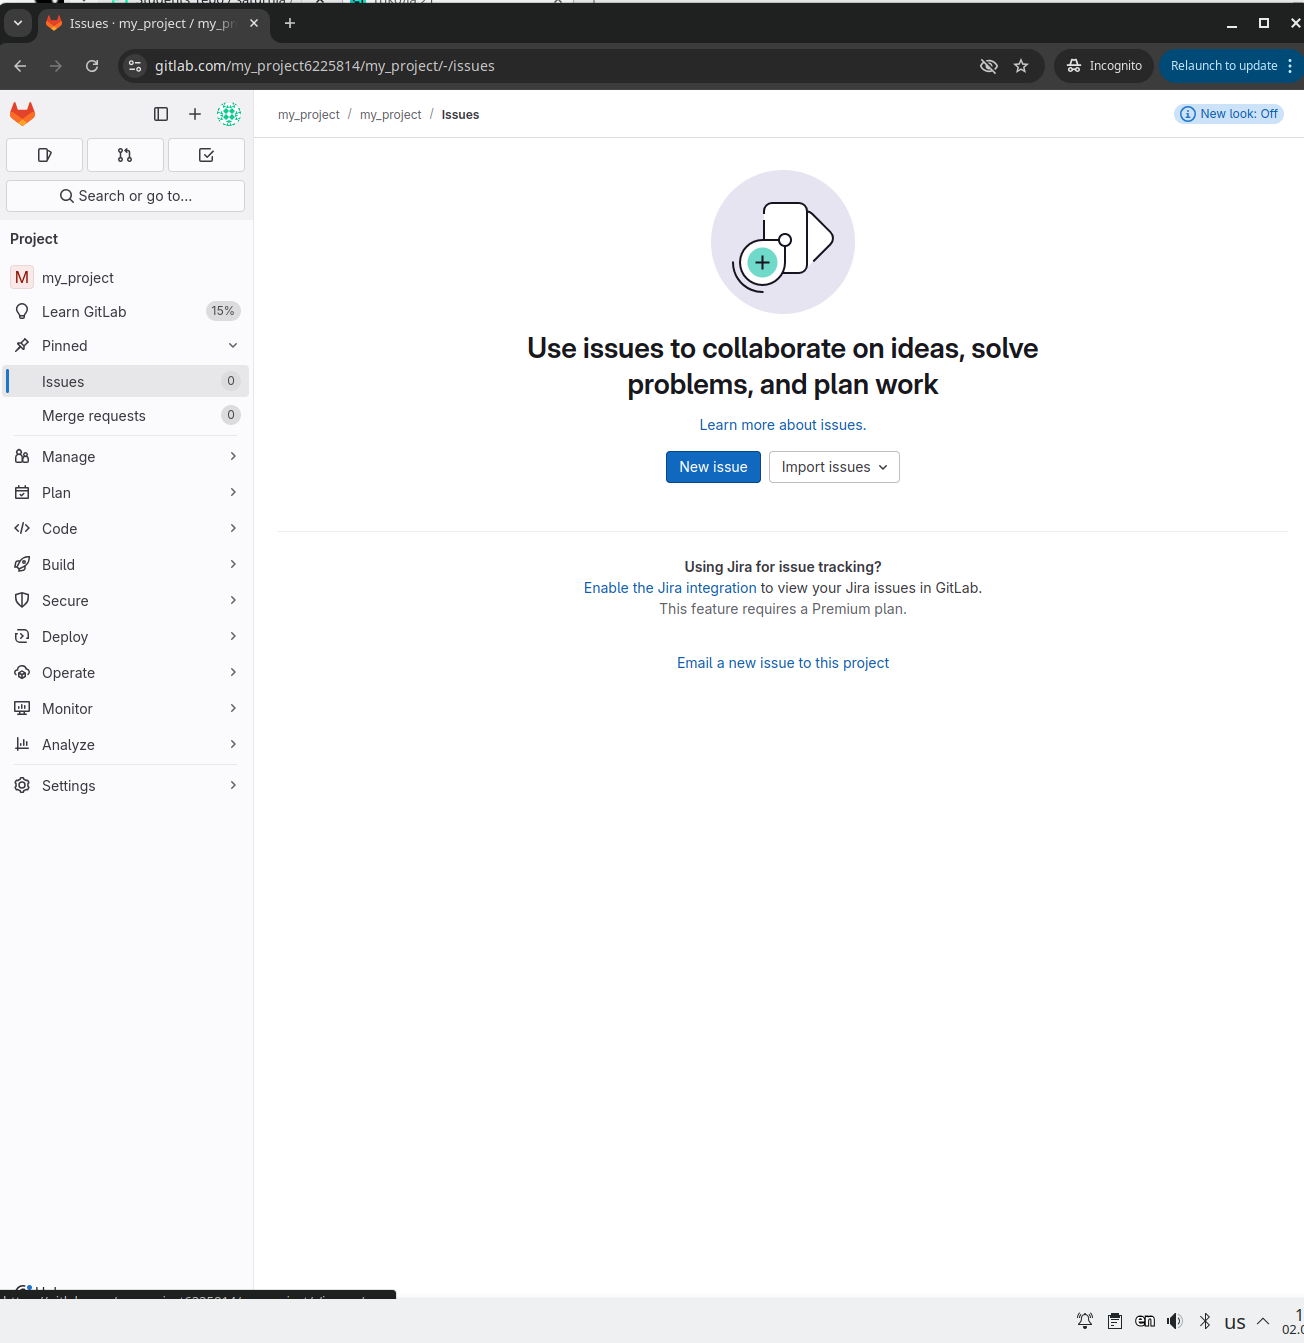 Issues · my_project / my_pr
gitlab.com/my_project6225814/my_project/-/issues
Incognito
Relaunch to update
my_project / my_project / Issues
New look: Off
Search or go to...
Project
M my_project
Learn GitLab 15%
Pinned
Issues 0
Merge requests 0
Manage
Plan
Code
Build
Secure
Deploy
Operate
Monitor
Analyze
Settings
Use issues to collaborate on ideas, solve
problems, and plan work
Learn more about issues.
New issue
Import issues
Using Jira for issue tracking?
Enable the Jira integration to view your Jira issues in GitLab.
This feature requires a Premium plan.
Email a new issue to this project
en
us
1
02.0